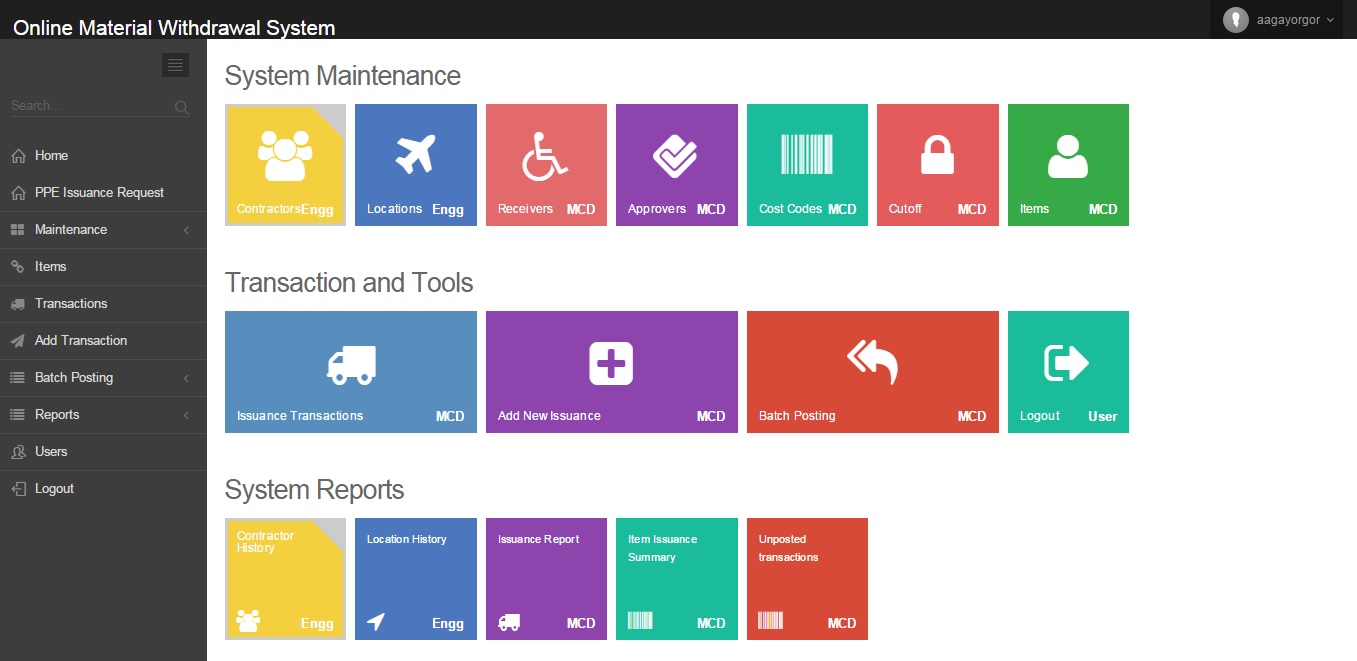 Online Material Withdrawal System
aagayorgor
Search...
Home
PPE Issuance Request
Maintenance
Items
Transactions
Add Transaction
Batch Posting
Reports
Users
Logout
System Maintenance
Contractors Engg
Locations Engg
Receivers MCD
Approvers MCD
Cost Codes MCD
Cutoff MCD
Items MCD
Transaction and Tools
Issuance Transactions MCD
Add New Issuance MCD
Batch Posting MCD
Logout User
System Reports
Contractor
History
Engg
Location History
Engg
Issuance Report
MCD
Item Issuance
Summary
MCD
Unposted
transactions
MCD